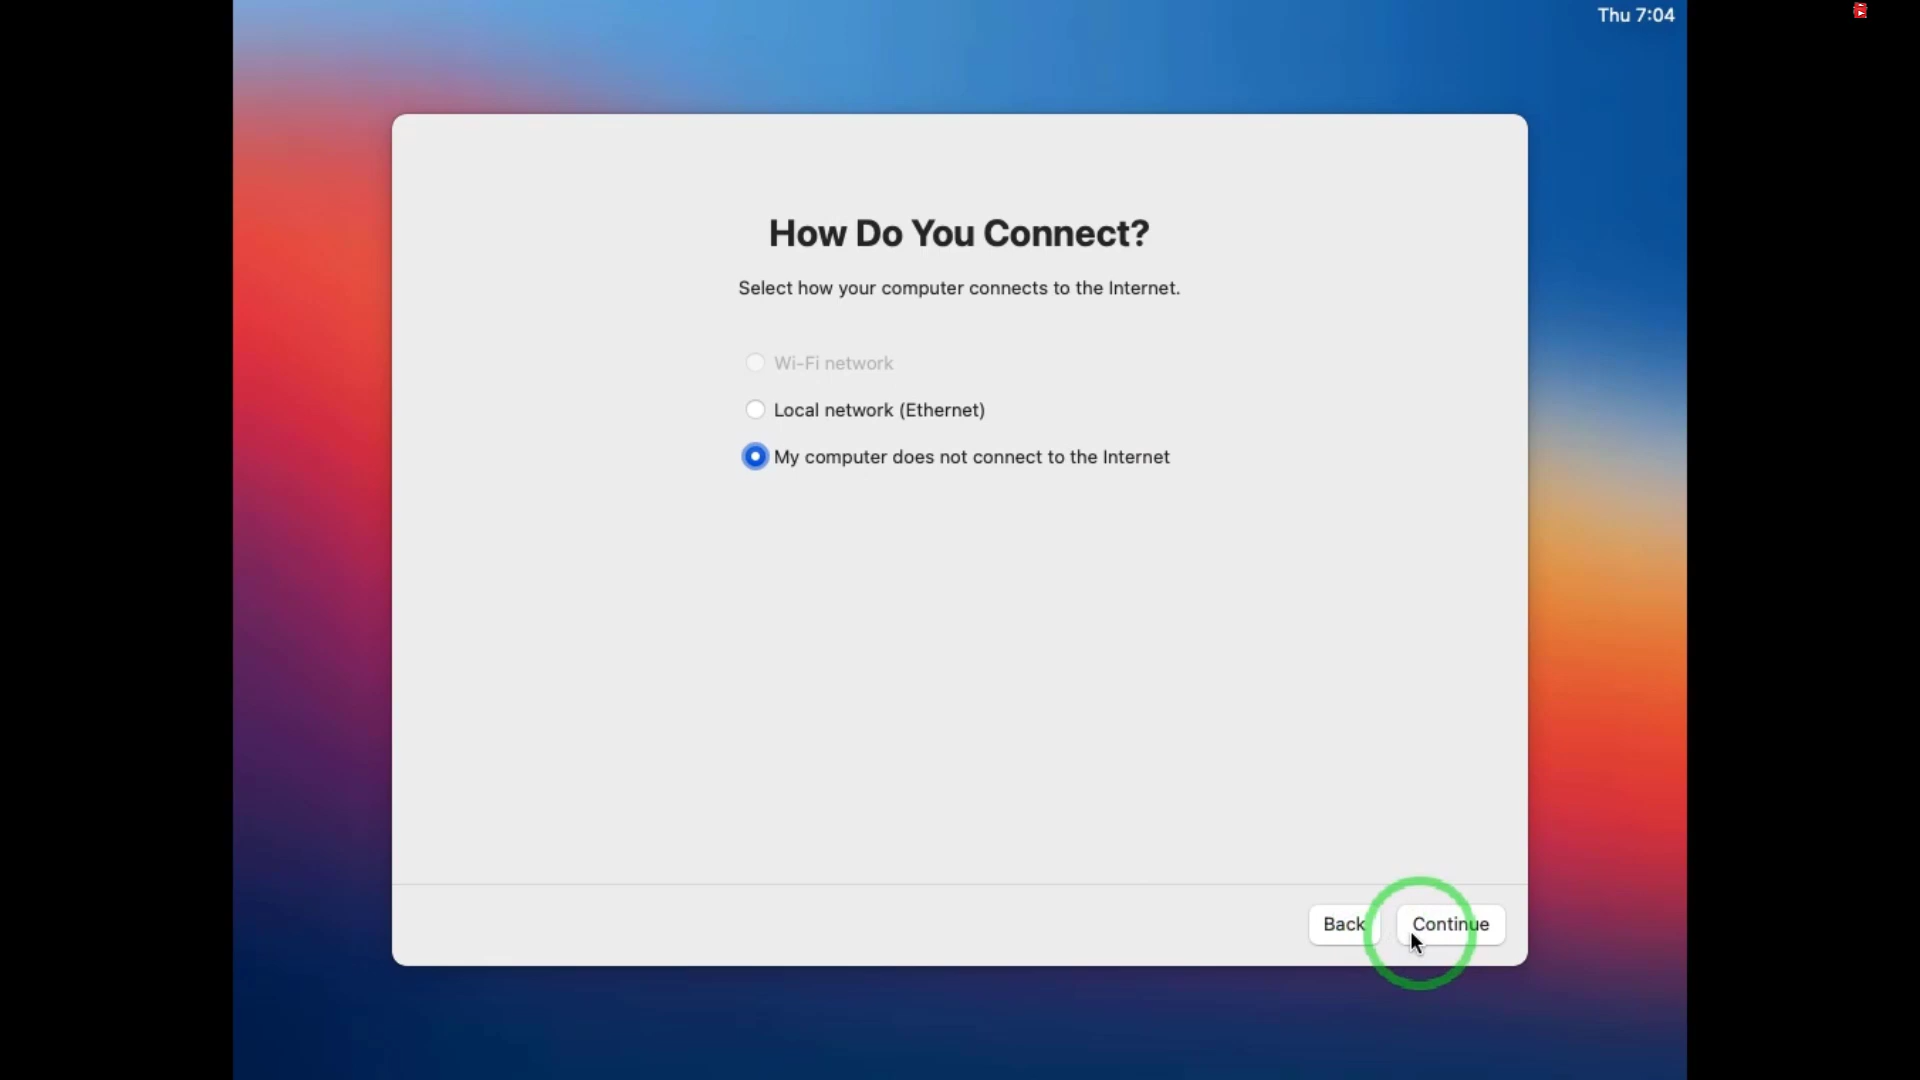 Thu 7:04
How Do You Connect?
Select how your computer connects to the Internet.
Wi-Fi network
Local network (Ethernet)
My computer does not connect to the Internet
Back
Continue